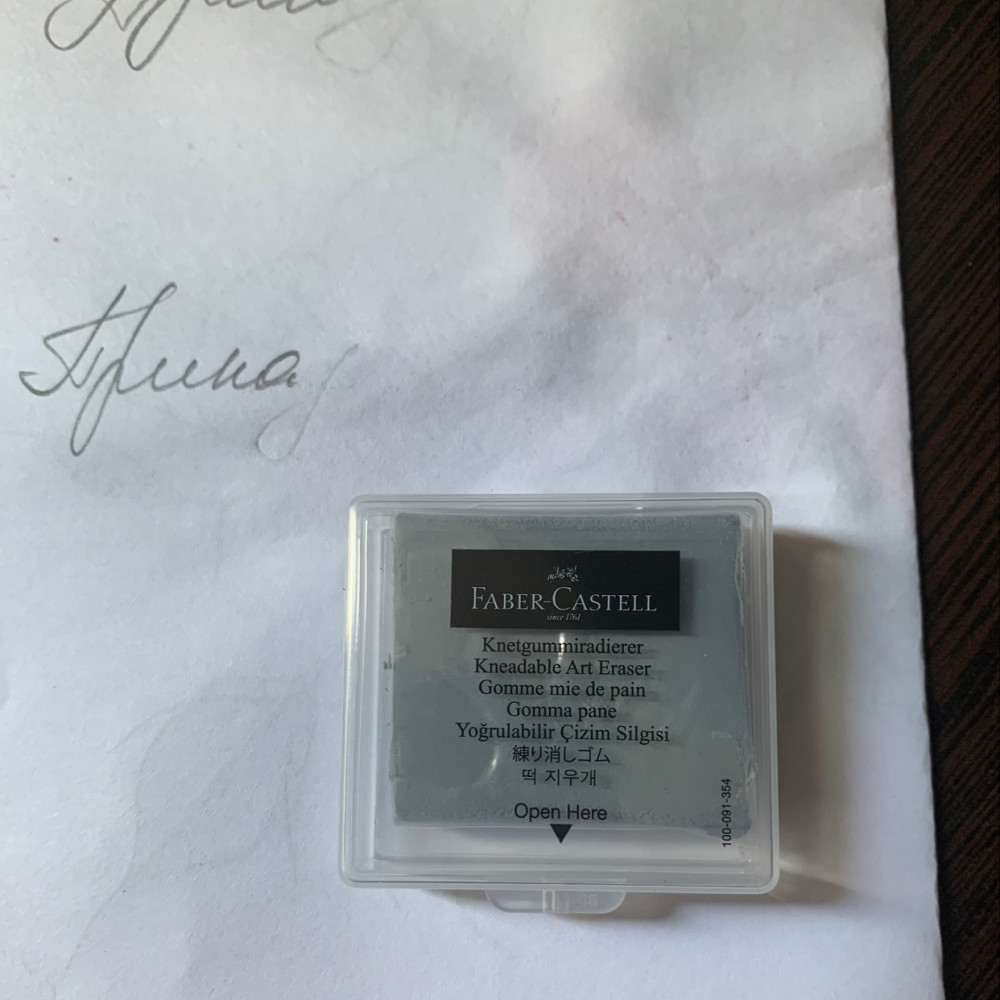 Арина
FABER-CASTELL
since 1761
Knetgummiradierer
Kneadable Art Eraser
Gomme mie de pain
Gomma pane
Yoğrulabilir Çizim Silgisi
練り消しゴム
떡 지우개
Open Here
100-091-354